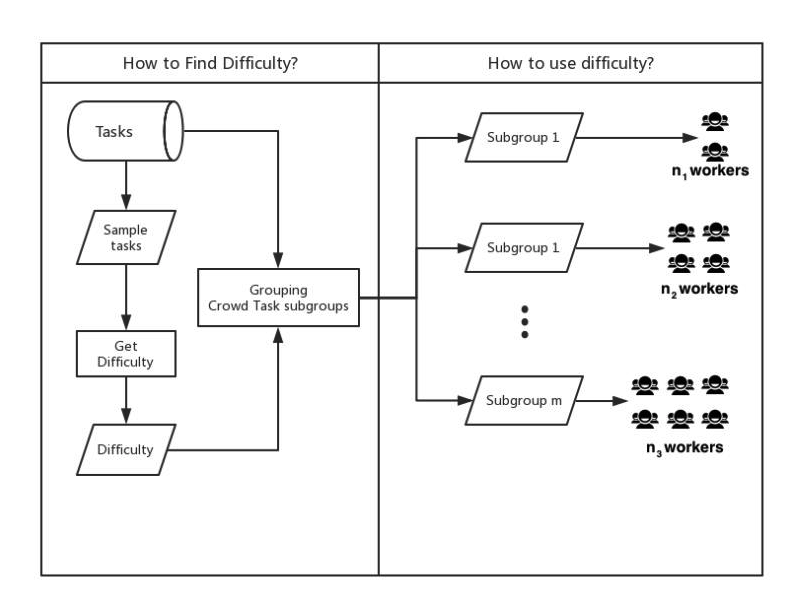 How to Find Difficulty?
How to use difficulty?
Tasks
Sample
tasks
Get
Difficulty
Difficulty
Grouping
Crowd Task subgroups
Subgroup 1
n1 workers
Subgroup 1
n2 workers
Subgroup m
n3 workers